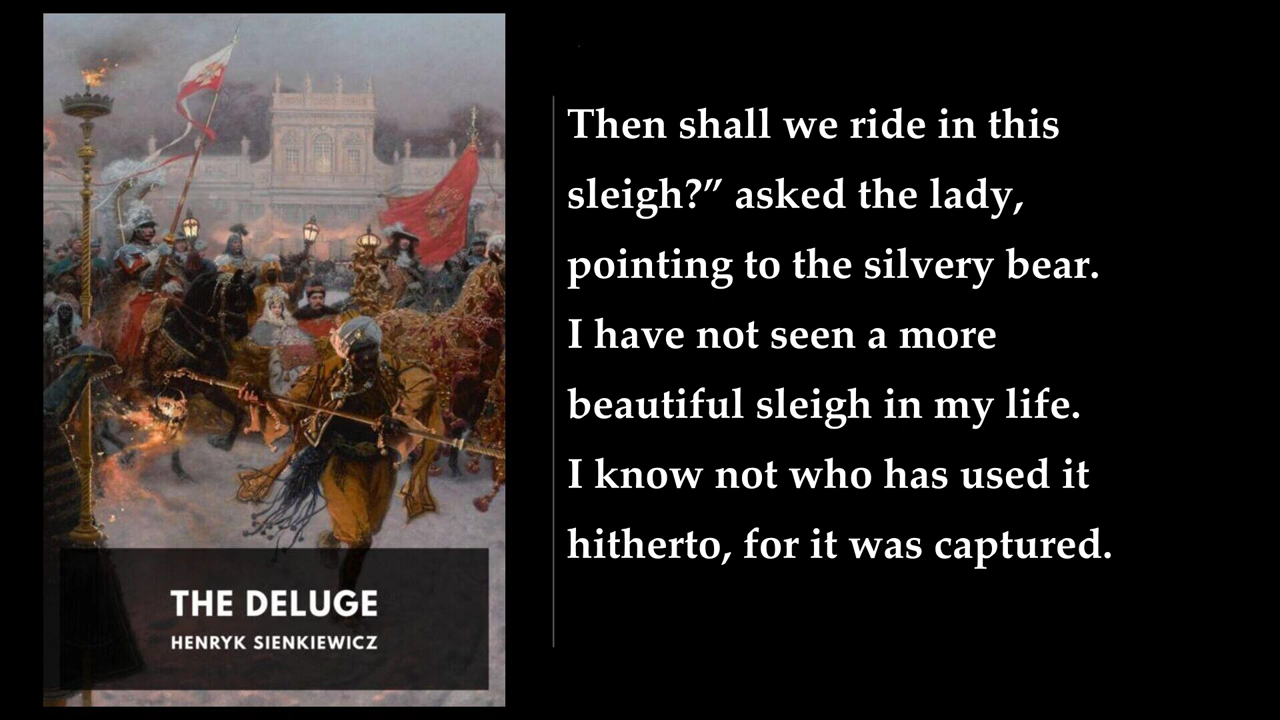 THE DELUGE
HENRYK SIENKIEWICZ
Then shall we ride in this
sleigh?” asked the lady,
pointing to the silvery bear.
I have not seen a more
beautiful sleigh in my life.
I know not who has used it
hitherto, for it was captured.